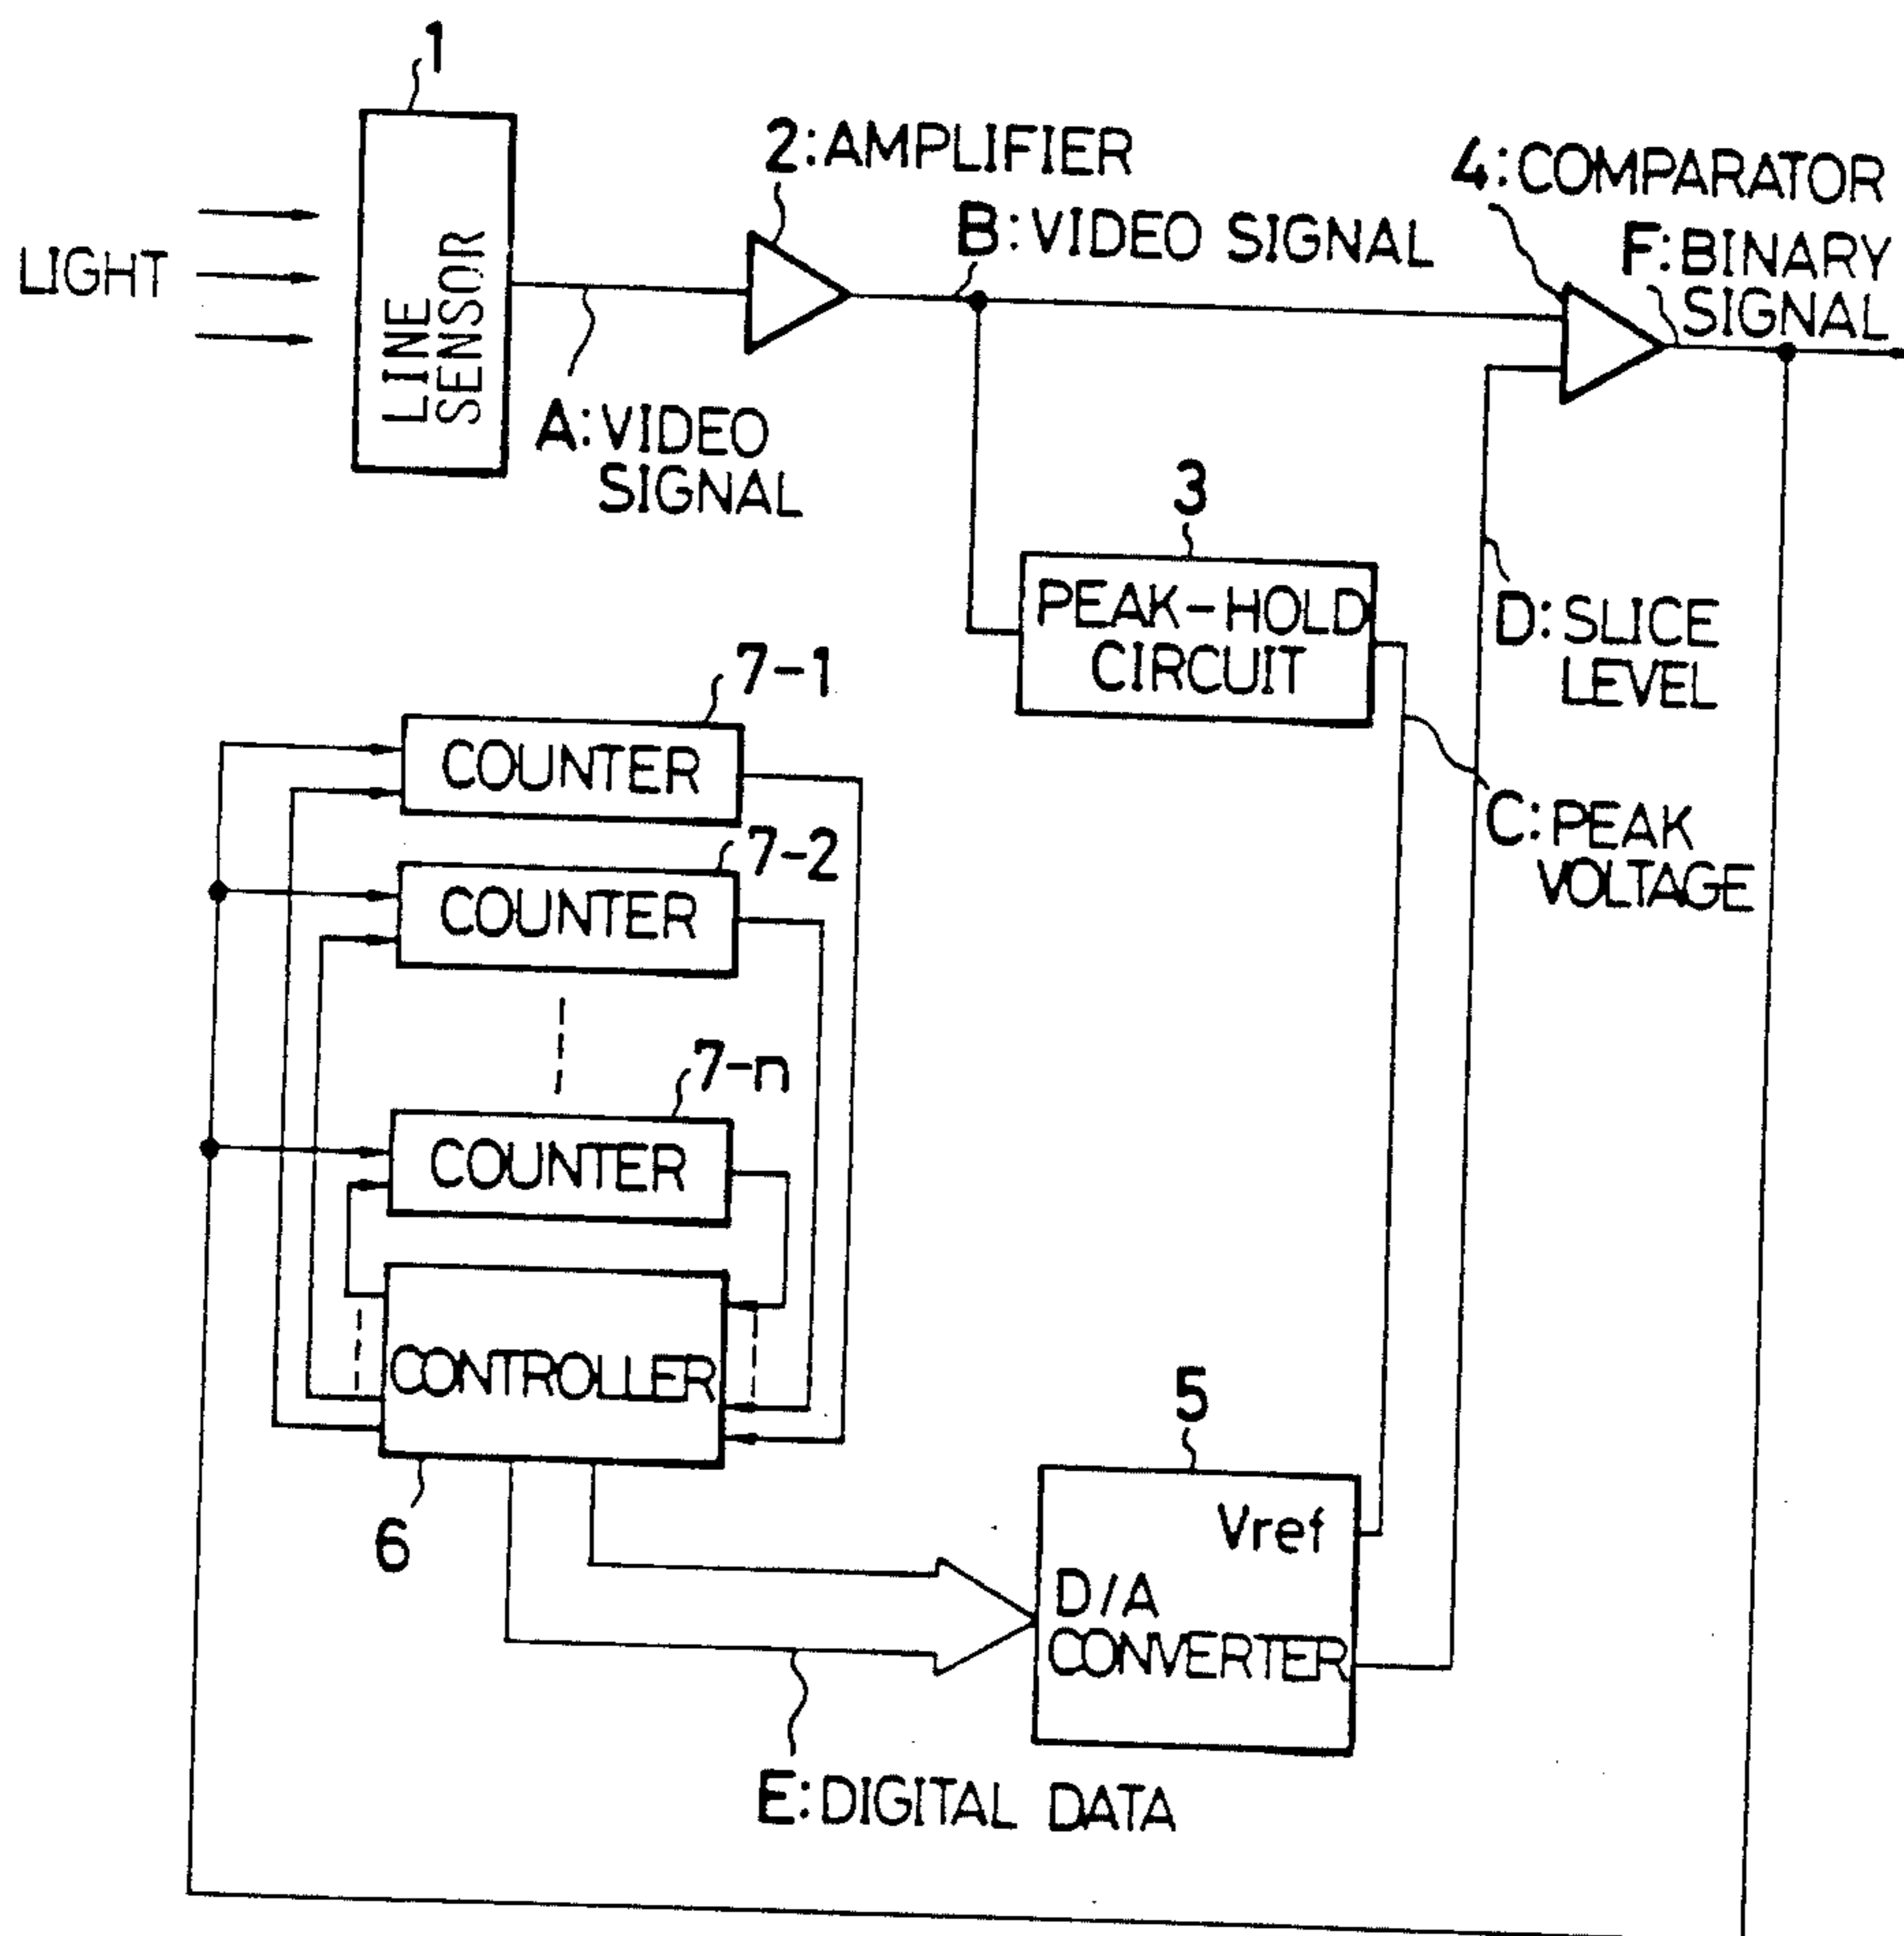 1
2:AMPLIFIER
4:COMPARATOR
LIGHT
LINE
SENSOR
B:VIDEO SIGNAL
F:BINARY
SIGNAL
A:VIDEO
SIGNAL
3
PEAK-HOLD
CIRCUIT
D:SLICE
LEVEL
7-1
COUNTER
C:PEAK
VOLTAGE
7-2
COUNTER
7-n
COUNTER
CONTROLLER
6
5
Vref
D/A
CONVERTER
E:DIGITAL DATA